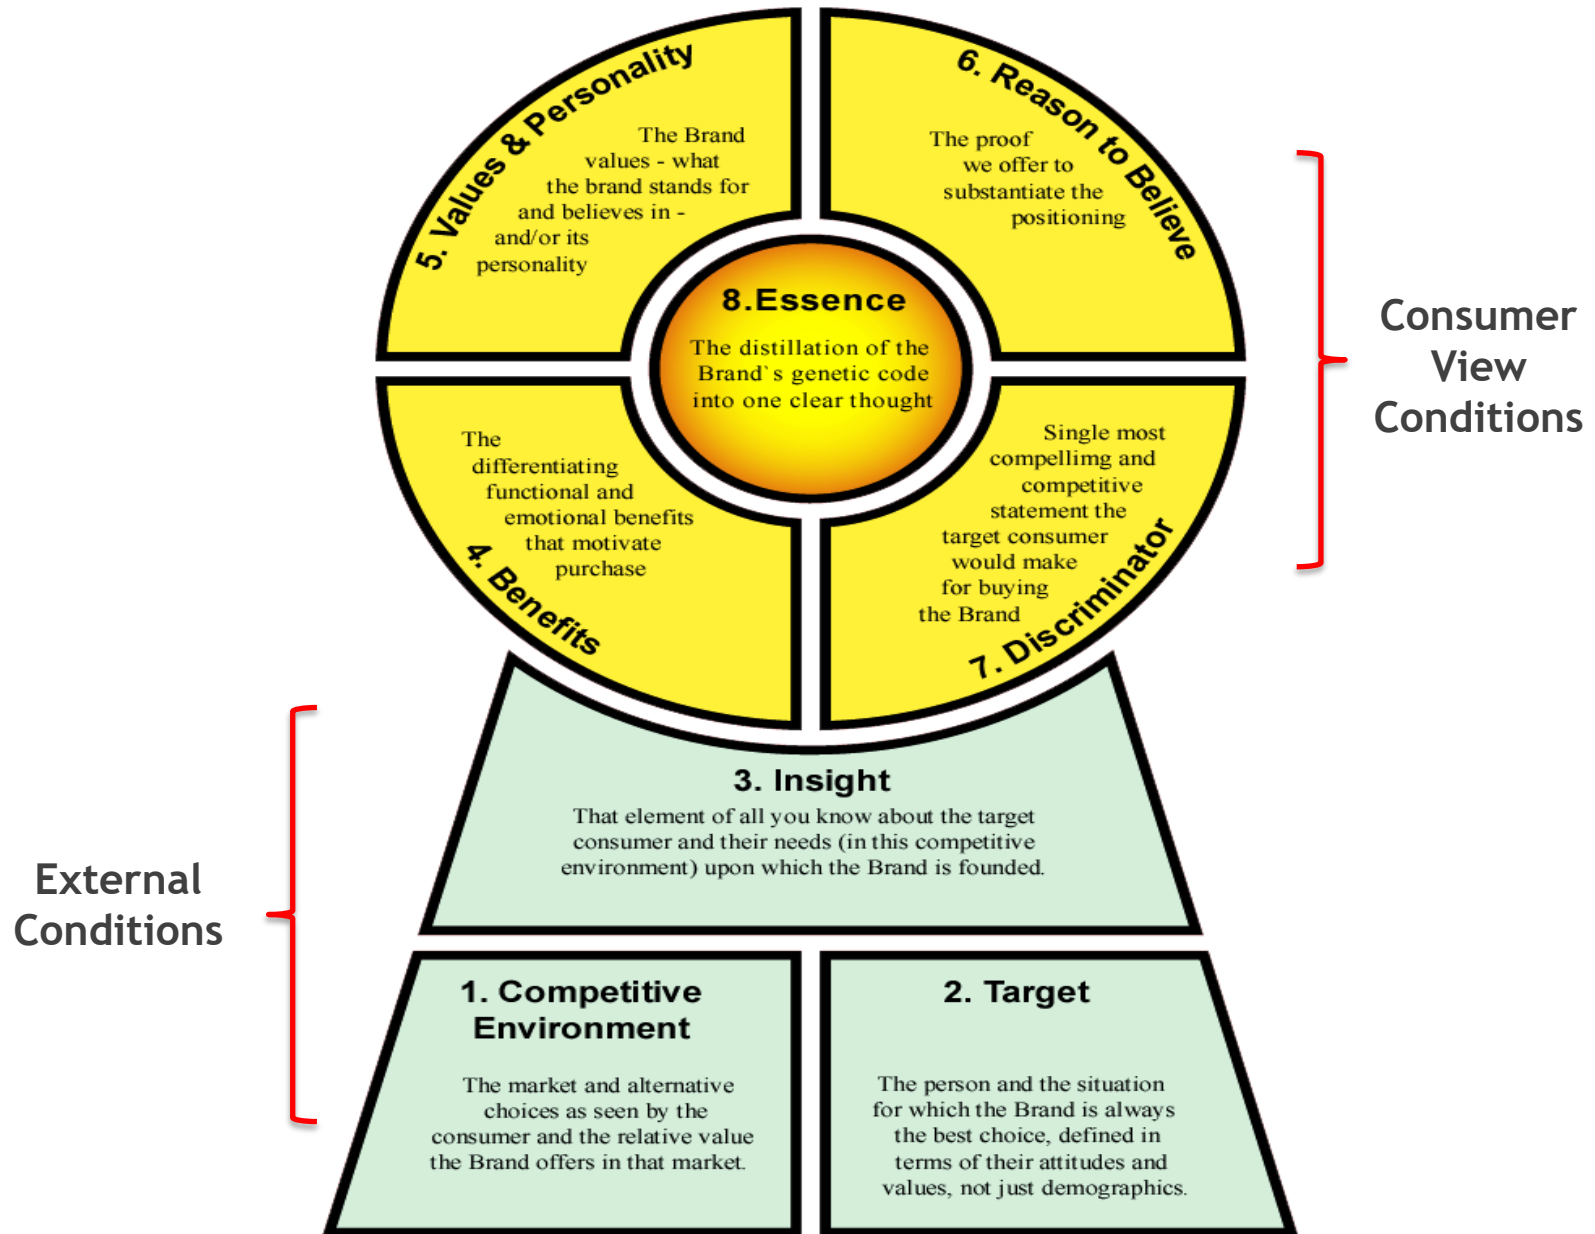 5. Values & Personality
The Brand
values - what
the brand stands for
and believes in -
and/or its
personality
6. Reason to Believe
The proof
we offer to
substantiate the
positioning
Consumer
View
Conditions
8.Essence
The distillation of the
Brand`s genetic code
into one clear thought
The
differentiating
functional and
emotional benefits
that motivate
purchase
4. Benefits
Single most
compellimg and
competitive
statement the
target consumer
would make
for buying
the Brand
7. Discriminator
3. Insight
That element of all you know about the target
consumer and their needs (in this competitive
environment) upon which the Brand is founded.
External
Conditions
1. Competitive
Environment
The market and alternative
choices as seen by the
consumer and the relative value
the Brand offers in that market.
2. Target
The person and the situation
for which the Brand is always
the best choice, defined in
terms of their attitudes and
values, not just demographics.